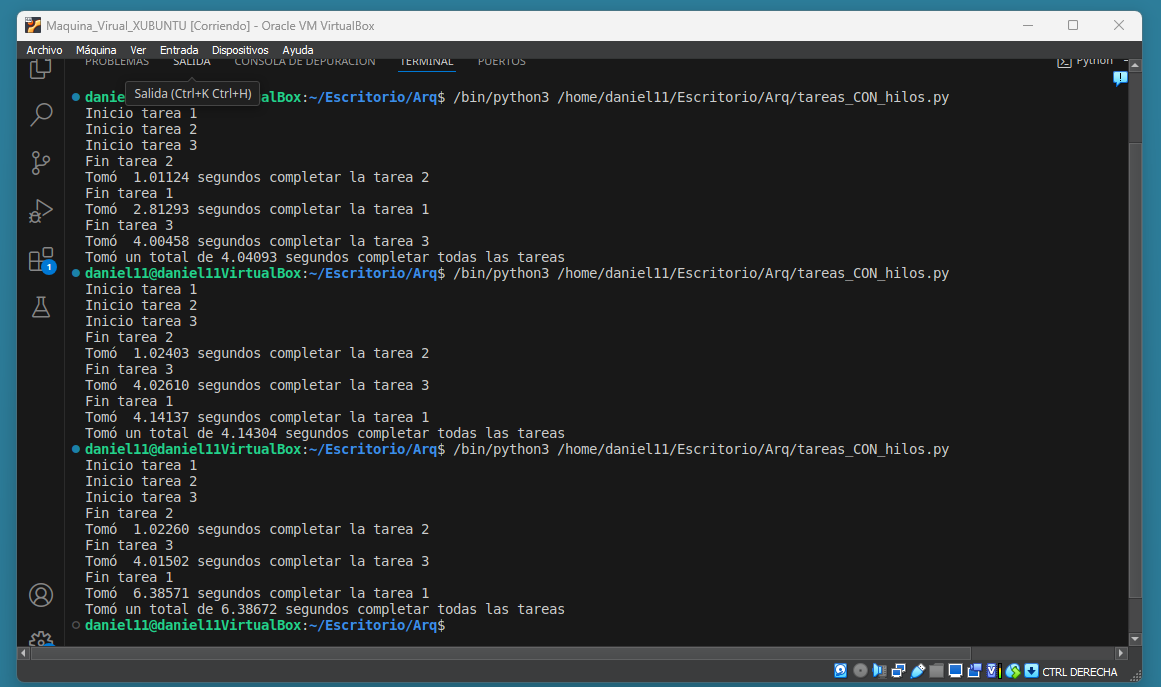 Maquina_Virual_XUBUNTU [Corriendo] - Oracle VM VirtualBox
Archivo Máquina Ver Entrada Dispositivos Ayuda
PROBLEMAS SALIDA CONSOLA DE DEPURACIÓN TERMINAL PUERTOS Python
Salida (Ctrl+K Ctrl+H)
danie alBox:~/Escritorio/Arq$ /bin/python3 /home/daniel11/Escritorio/Arq/tareas_CON_hilos.py
Inicio tarea 1
Inicio tarea 2
Inicio tarea 3
Fin tarea 2
Tomó 1.01124 segundos completar la tarea 2
Fin tarea 1
Tomó 2.81293 segundos completar la tarea 1
Fin tarea 3
Tomó 4.00458 segundos completar la tarea 3
Tomó un total de 4.04093 segundos completar todas las tareas
daniel11@daniel11VirtualBox:~/Escritorio/Arq$ /bin/python3 /home/daniel11/Escritorio/Arq/tareas_CON_hilos.py
Inicio tarea 1
Inicio tarea 2
Inicio tarea 3
Fin tarea 2
Tomó 1.02403 segundos completar la tarea 2
Fin tarea 3
Tomó 4.02610 segundos completar la tarea 3
Fin tarea 1
Tomó 4.14137 segundos completar la tarea 1
Tomó un total de 4.14304 segundos completar todas las tareas
daniel11@daniel11VirtualBox:~/Escritorio/Arq$ /bin/python3 /home/daniel11/Escritorio/Arq/tareas_CON_hilos.py
Inicio tarea 1
Inicio tarea 2
Inicio tarea 3
Fin tarea 2
Tomó 1.02260 segundos completar la tarea 2
Fin tarea 3
Tomó 4.01502 segundos completar la tarea 3
Fin tarea 1
Tomó 6.38571 segundos completar la tarea 1
Tomó un total de 6.38672 segundos completar todas las tareas
daniel11@daniel11VirtualBox:~/Escritorio/Arq$
1
CTRL DERECHA